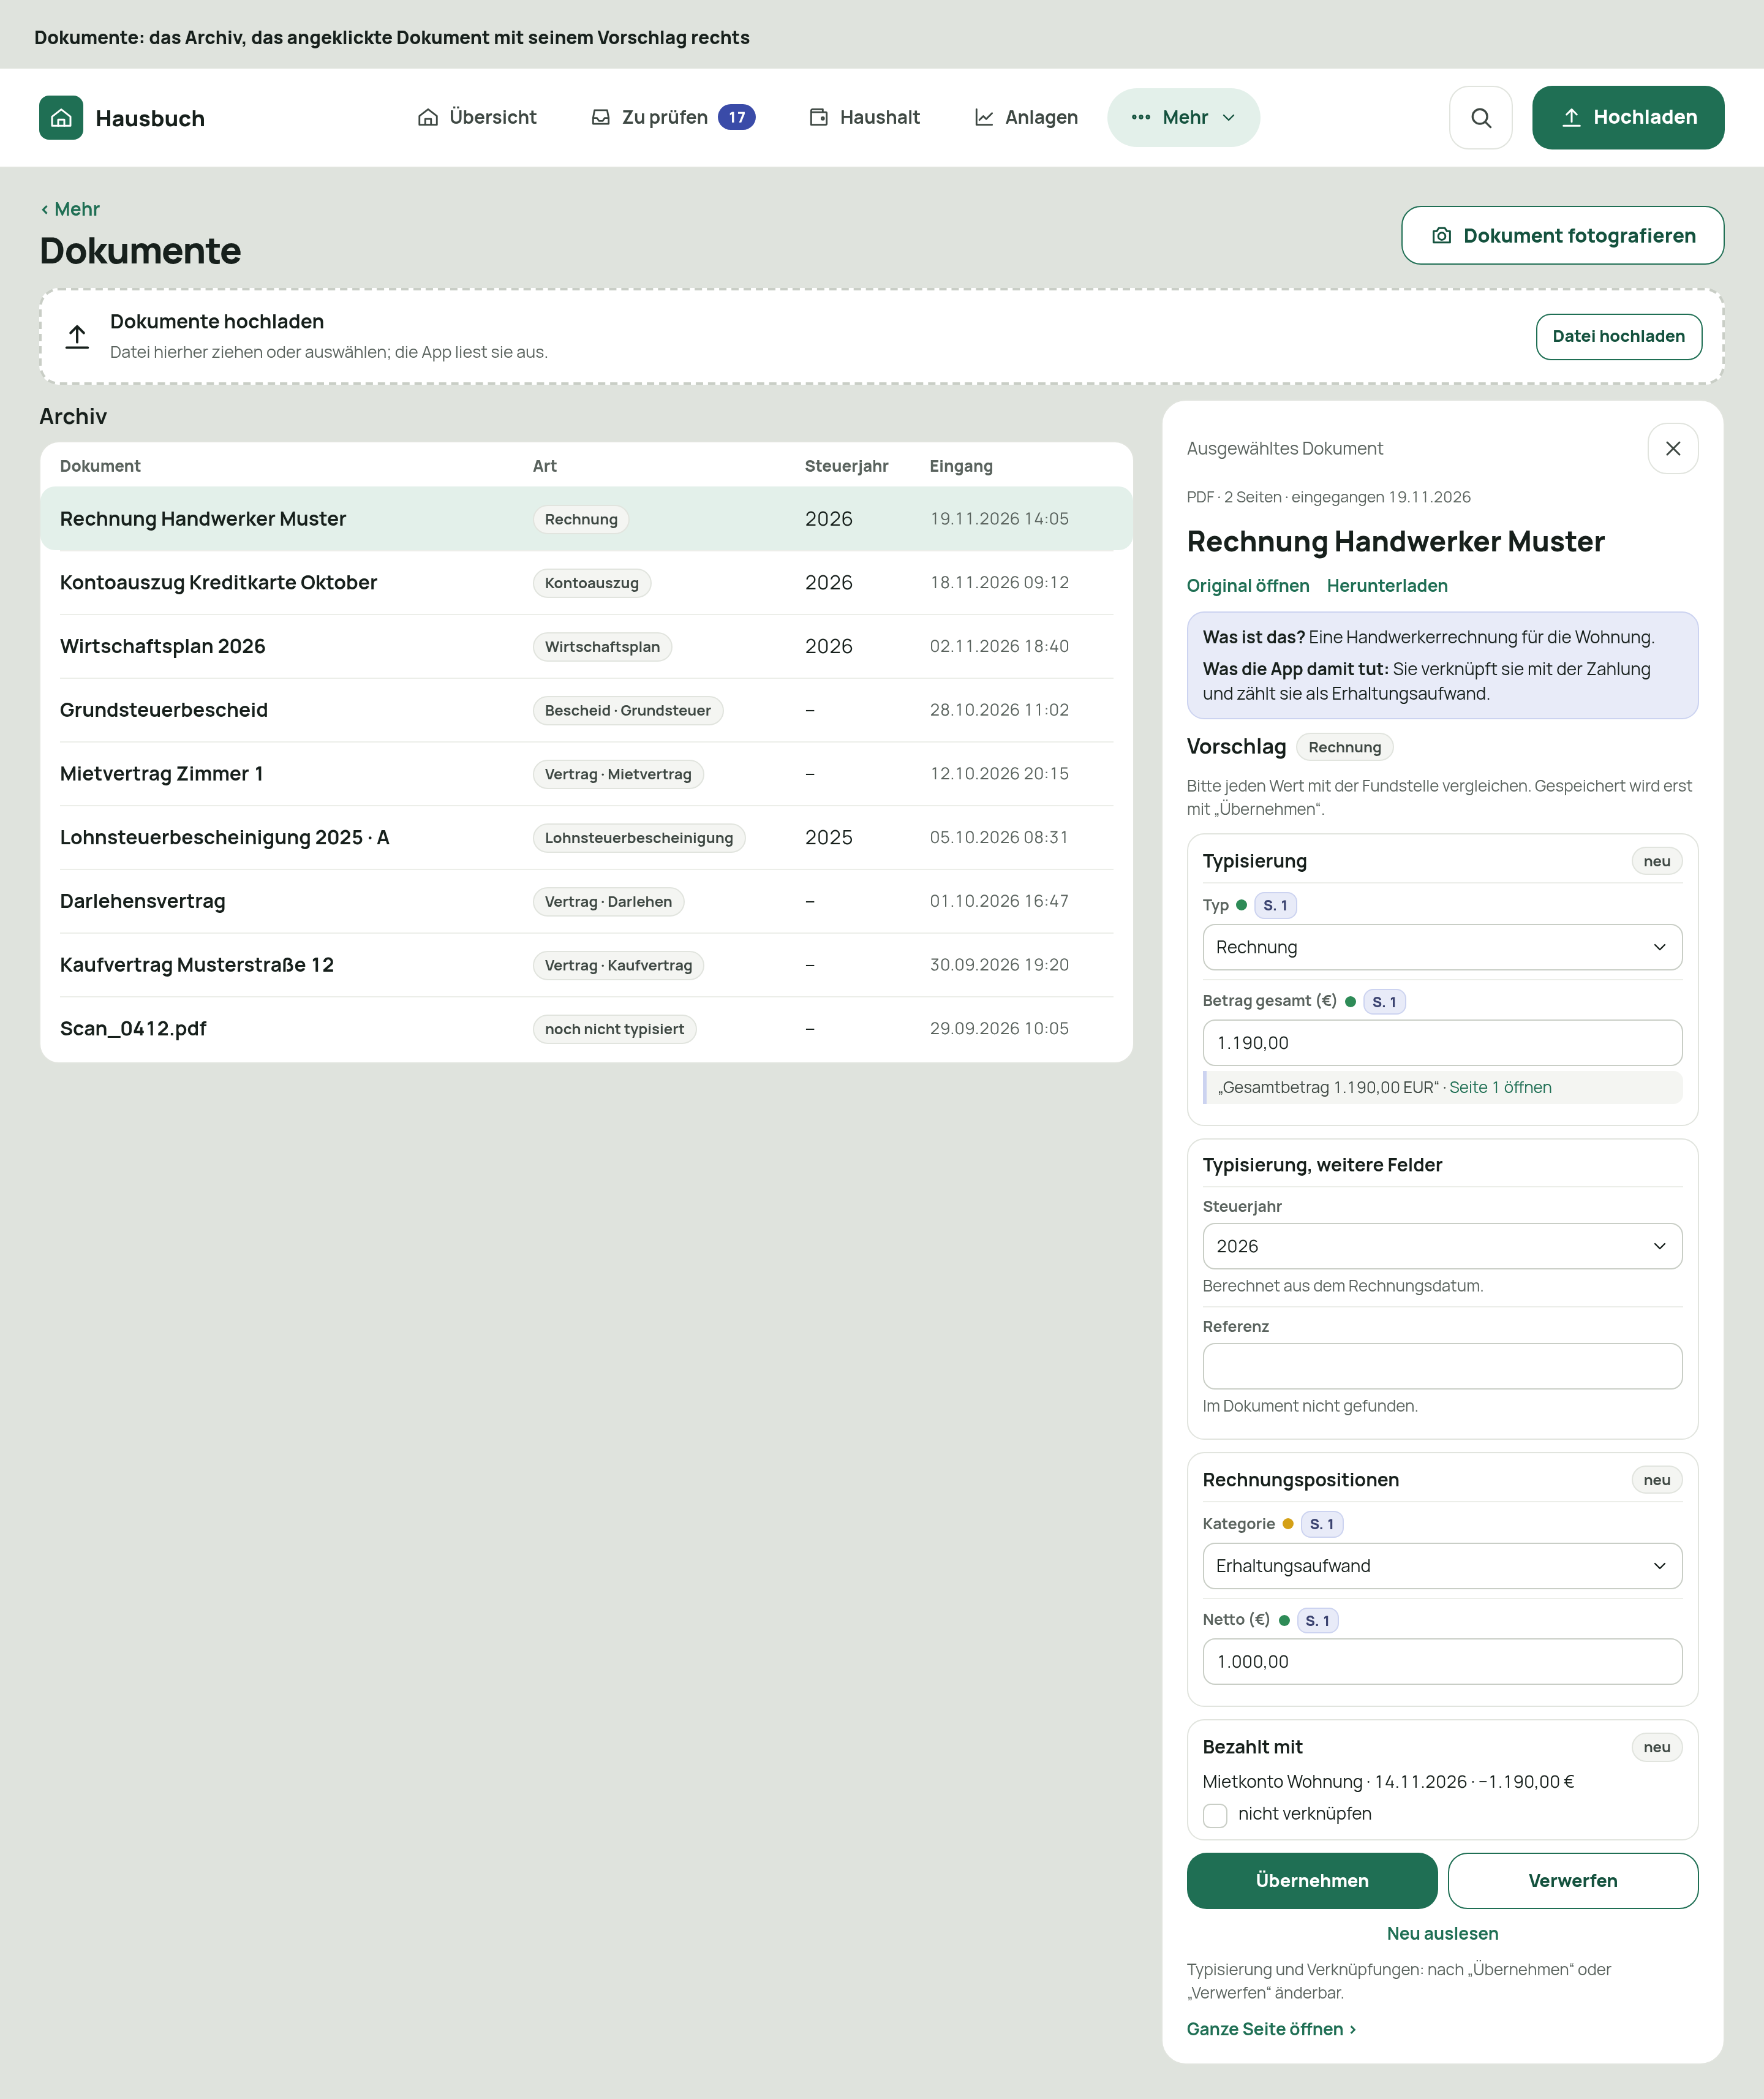 Dokumente: das Archiv, das angeklickte Dokument mit seinem Vorschlag rechts
Hausbuch
Übersicht
Zu prüfen 17
Haushalt
Anlagen
Mehr
Hochladen
‹ Mehr
Dokumente
Dokument fotografieren
Dokumente hochladen
Datei hierher ziehen oder auswählen; die App liest sie aus.
Datei hochladen
Archiv
Dokument Art Steuerjahr Eingang
Rechnung Handwerker Muster Rechnung 2026 19.11.2026 14:05
Kontoauszug Kreditkarte Oktober Kontoauszug 2026 18.11.2026 09:12
Wirtschaftsplan 2026 Wirtschaftsplan 2026 02.11.2026 18:40
Grundsteuerbescheid Bescheid · Grundsteuer – 28.10.2026 11:02
Mietvertrag Zimmer 1 Vertrag · Mietvertrag – 12.10.2026 20:15
Lohnsteuerbescheinigung 2025 · A Lohnsteuerbescheinigung 2025 05.10.2026 08:31
Darlehensvertrag Vertrag · Darlehen – 01.10.2026 16:47
Kaufvertrag Musterstraße 12 Vertrag · Kaufvertrag – 30.09.2026 19:20
Scan_0412.pdf noch nicht typisiert – 29.09.2026 10:05
Ausgewähltes Dokument
PDF · 2 Seiten · eingegangen 19.11.2026
Rechnung Handwerker Muster
Original öffnen Herunterladen
Was ist das? Eine Handwerkerrechnung für die Wohnung.
Was die App damit tut: Sie verknüpft sie mit der Zahlung
und zählt sie als Erhaltungsaufwand.
Vorschlag Rechnung
Bitte jeden Wert mit der Fundstelle vergleichen. Gespeichert wird erst
mit „Übernehmen“.
Typisierung neu
Typ S. 1
Rechnung
Betrag gesamt (€) S. 1
1.190,00
„Gesamtbetrag 1.190,00 EUR“ · Seite 1 öffnen
Typisierung, weitere Felder
Steuerjahr
2026
Berechnet aus dem Rechnungsdatum.
Referenz
Im Dokument nicht gefunden.
Rechnungspositionen neu
Kategorie S. 1
Erhaltungsaufwand
Netto (€) S. 1
1.000,00
Bezahlt mit neu
Mietkonto Wohnung · 14.11.2026 · −1.190,00 €
nicht verknüpfen
Übernehmen
Verwerfen
Neu auslesen
Typisierung und Verknüpfungen: nach „Übernehmen“ oder
„Verwerfen“ änderbar.
Ganze Seite öffnen ›